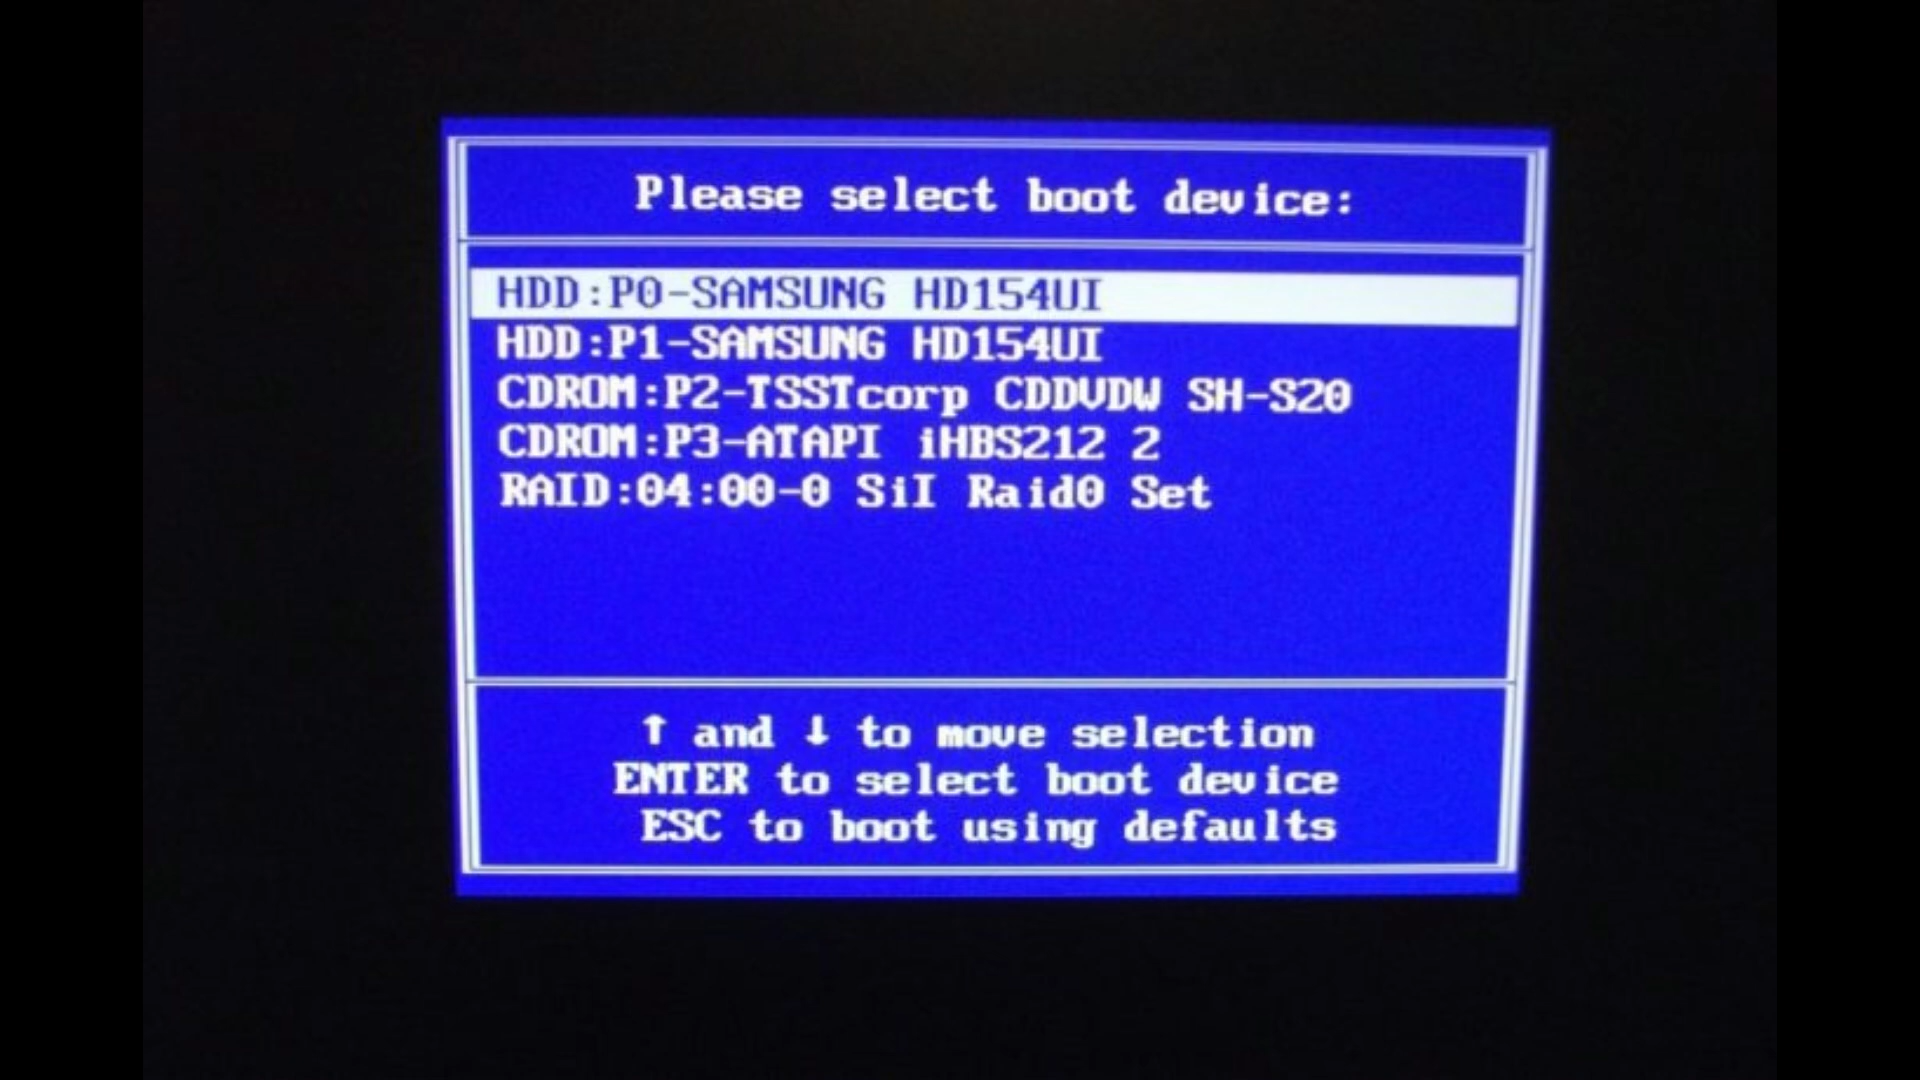 Please select boot device:
HDD:P0-SAMSUNG HD154UI
HDD:P1-SAMSUNG HD154UI
CDROM:P2-TSSTcorp CDDVDW SH-S20
CDROM:P3-ATAPI iHBS212 2
RAID:04:00-0 SiI Raid0 Set
↑ and ↓ to move selection
ENTER to select boot device
ESC to boot using defaults